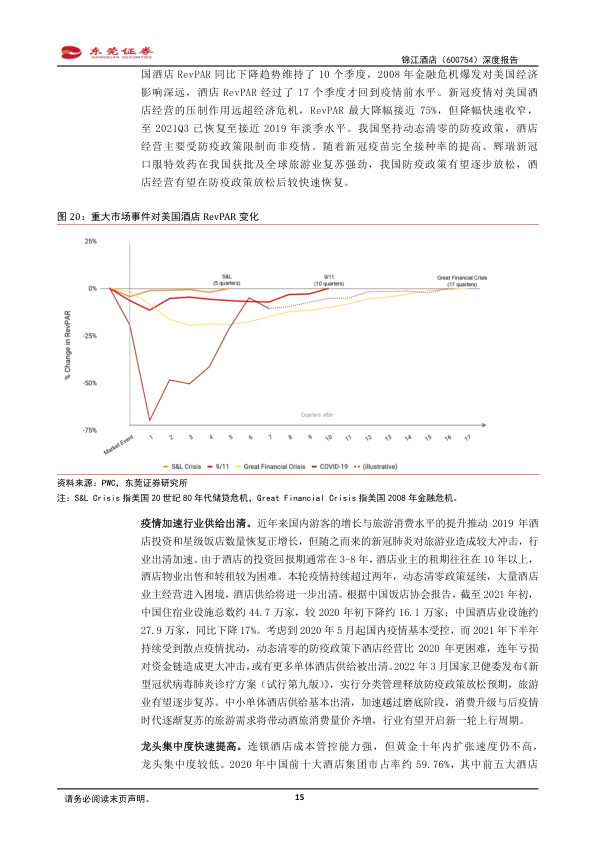 东莞证券
DONGGUAN SECURITIES
锦江酒店（600754）深度报告
国酒店 RevPAR 同比下降趋势维持了 10 个季度，2008 年金融危机爆发对美国经济
影响深远，酒店 RevPAR 经过了 17 个季度才回到疫情前水平。新冠疫情对美国酒
店经营的压制作用远超经济危机，RevPAR 最大降幅接近 75%，但降幅快速收窄，
至 2021Q3 已恢复至接近 2019 年淡季水平。我国坚持动态清零的防疫政策，酒店
经营主要受防疫政策限制而非疫情。随着新冠疫苗完全接种率的提高、辉瑞新冠
口服特效药在我国获批及全球旅游业复苏强劲，我国防疫政策有望逐步放松，酒
店经营有望在防疫政策放松后较快速恢复。
图 20：重大市场事件对美国酒店 RevPAR 变化
25%
0%
-25%
-50%
-75%
% Change in RevPAR
S&L
(5 quarters)
9/11
(10 quarters)
Great Financial Crisis
(17 quarters)
Quarters after
Market Event 1 2 3 4 5 6 7 8 9 10 11 12 13 14 15 16 17
S&L Crisis 9/11 Great Financial Crisis COVID-19 (illustrative)
资料来源：PWC，东莞证券研究所
注：S&L Crisis 指美国 20 世纪 80 年代储贷危机，Great Financial Crisis 指美国 2008 年金融危机。
疫情加速行业供给出清。近年来国内游客的增长与旅游消费水平的提升推动 2019 年酒
店投资和星级饭店数量恢复正增长，但随之而来的新冠肺炎对旅游业造成较大冲击，行
业出清加速。由于酒店的投资回报期通常在 3-8 年，酒店业主的租期往往在 10 年以上，
酒店物业出售和转租较为困难。本轮疫情持续超过两年，动态清零政策延续，大量酒店
业主经营进入困境，酒店供给将进一步出清。根据中国饭店协会报告，截至 2021 年初，
中国住宿业设施总数约 44.7 万家，较 2020 年初下降约 16.1 万家；中国酒店业设施约
27.9 万家，同比下降 17%。考虑到 2020 年 5 月起国内疫情基本受控，而 2021 年下半年
持续受到散点疫情扰动，动态清零的防疫政策下酒店经营比 2020 年更困难，连年亏损
对资金链造成更大冲击，或有更多单体酒店供给被出清。2022 年 3 月国家卫健委发布《新
型冠状病毒肺炎诊疗方案（试行第九版）》，实行分类管理释放防疫政策放松预期，旅游
业有望逐步复苏。中小单体酒店供给基本出清，加速越过磨底阶段，消费升级与后疫情
时代逐渐复苏的旅游需求将带动酒旅消费量价齐增，行业有望开启新一轮上行周期。
龙头集中度快速提高。连锁酒店成本管控能力强，但黄金十年内扩张速度仍不高，
龙头集中度较低。2020 年中国前十大酒店集团市占率约 59.76%，其中前五大酒店
请务必阅读末页声明。
15